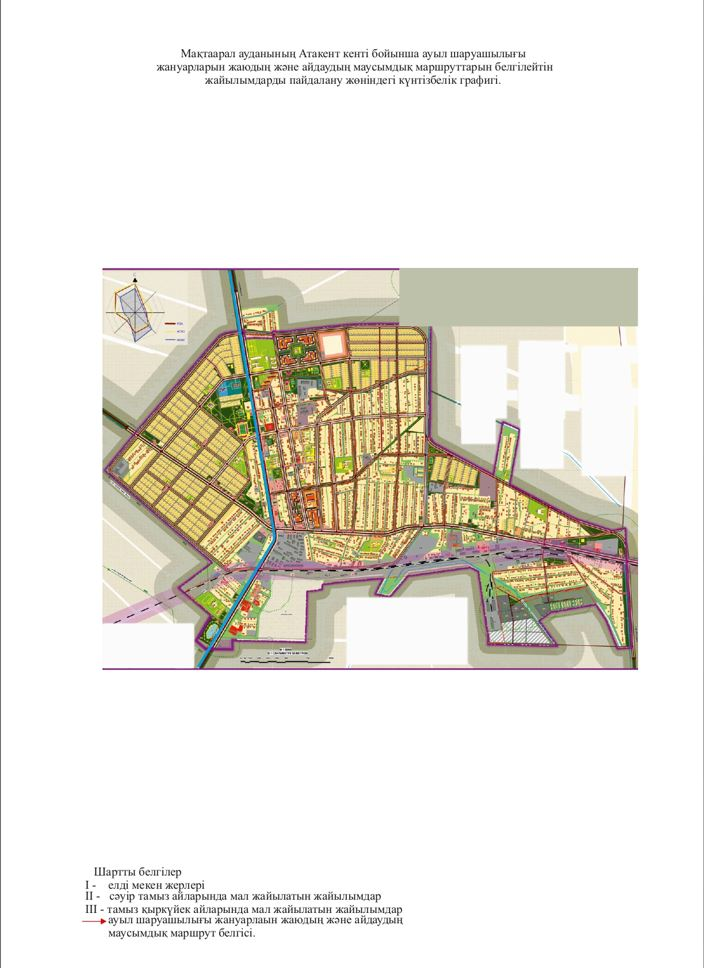 Мақтаарал ауданының Атакент кенті бойынша ауыл шаруашылығы
жануарларын жаюдың және айдаудың маусымдық маршруттарын белгілейтін
жайылымдарды пайдалану жөніндегі күнтізбелік графигі.
Шартты белгілер
I - елді мекен жерлері
II - сәуір тамыз айларында мал жайылатын жайылымдар
III - тамыз қыркүйек айларында мал жайылатын жайылымдар
ауыл шаруашылығы жануарлаын жаюдың және айдаудың
маусымдық маршрут белгісі.